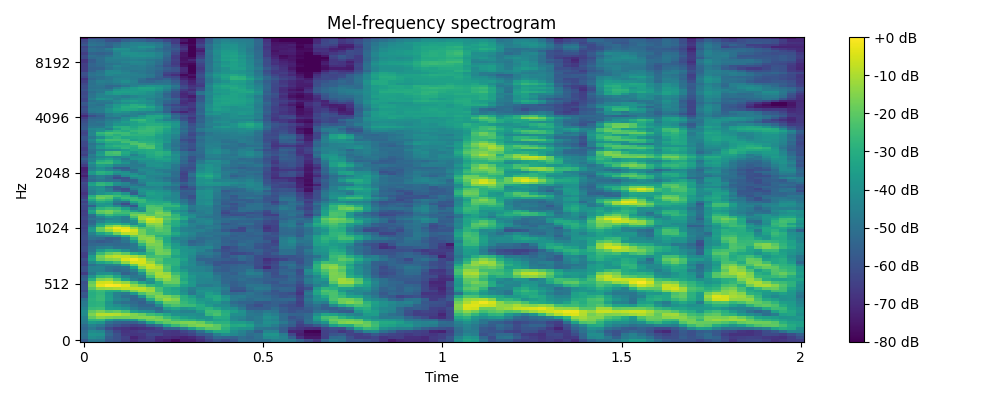 Mel-frequency spectrogram
Hz
8192
4096
2048
1024
512
0
0
0.5
1
1.5
2
Time
+0 dB
-10 dB
-20 dB
-30 dB
-40 dB
-50 dB
-60 dB
-70 dB
-80 dB